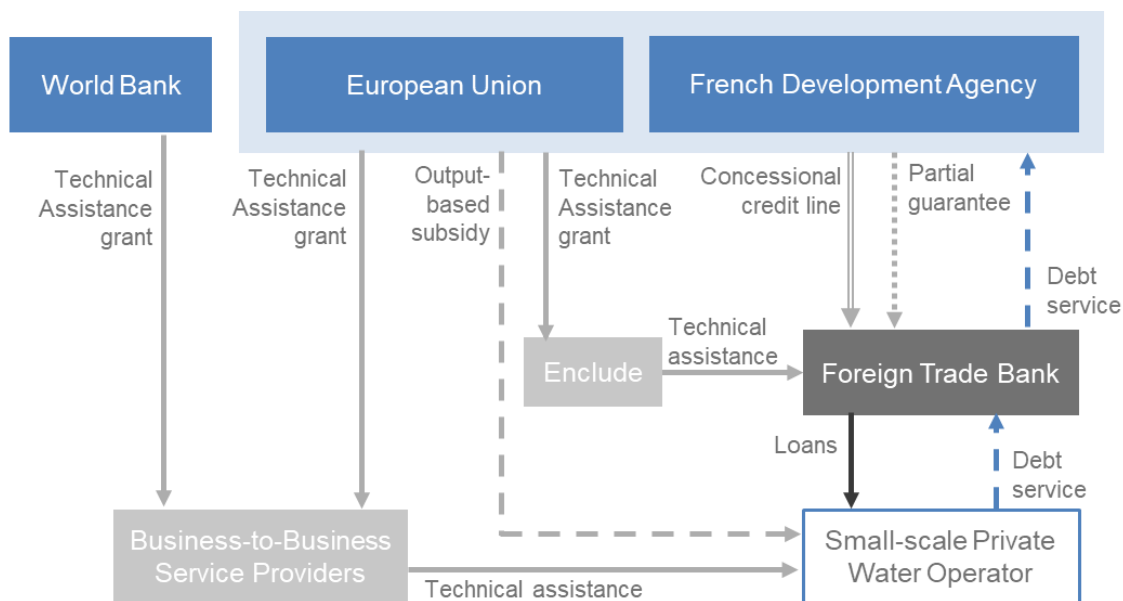 World Bank
European Union
French Development Agency
Technical
Assistance
grant
Technical
Assistance
grant
Output-
based
subsidy
Technical
Assistance
grant
Concessional
credit line
Partial
guarantee
Debt
service
Technical
assistance
Enclude
Foreign Trade Bank
Loans
Debt
service
Business-to-Business
Service Providers
Technical assistance
Small-scale Private
Water Operator